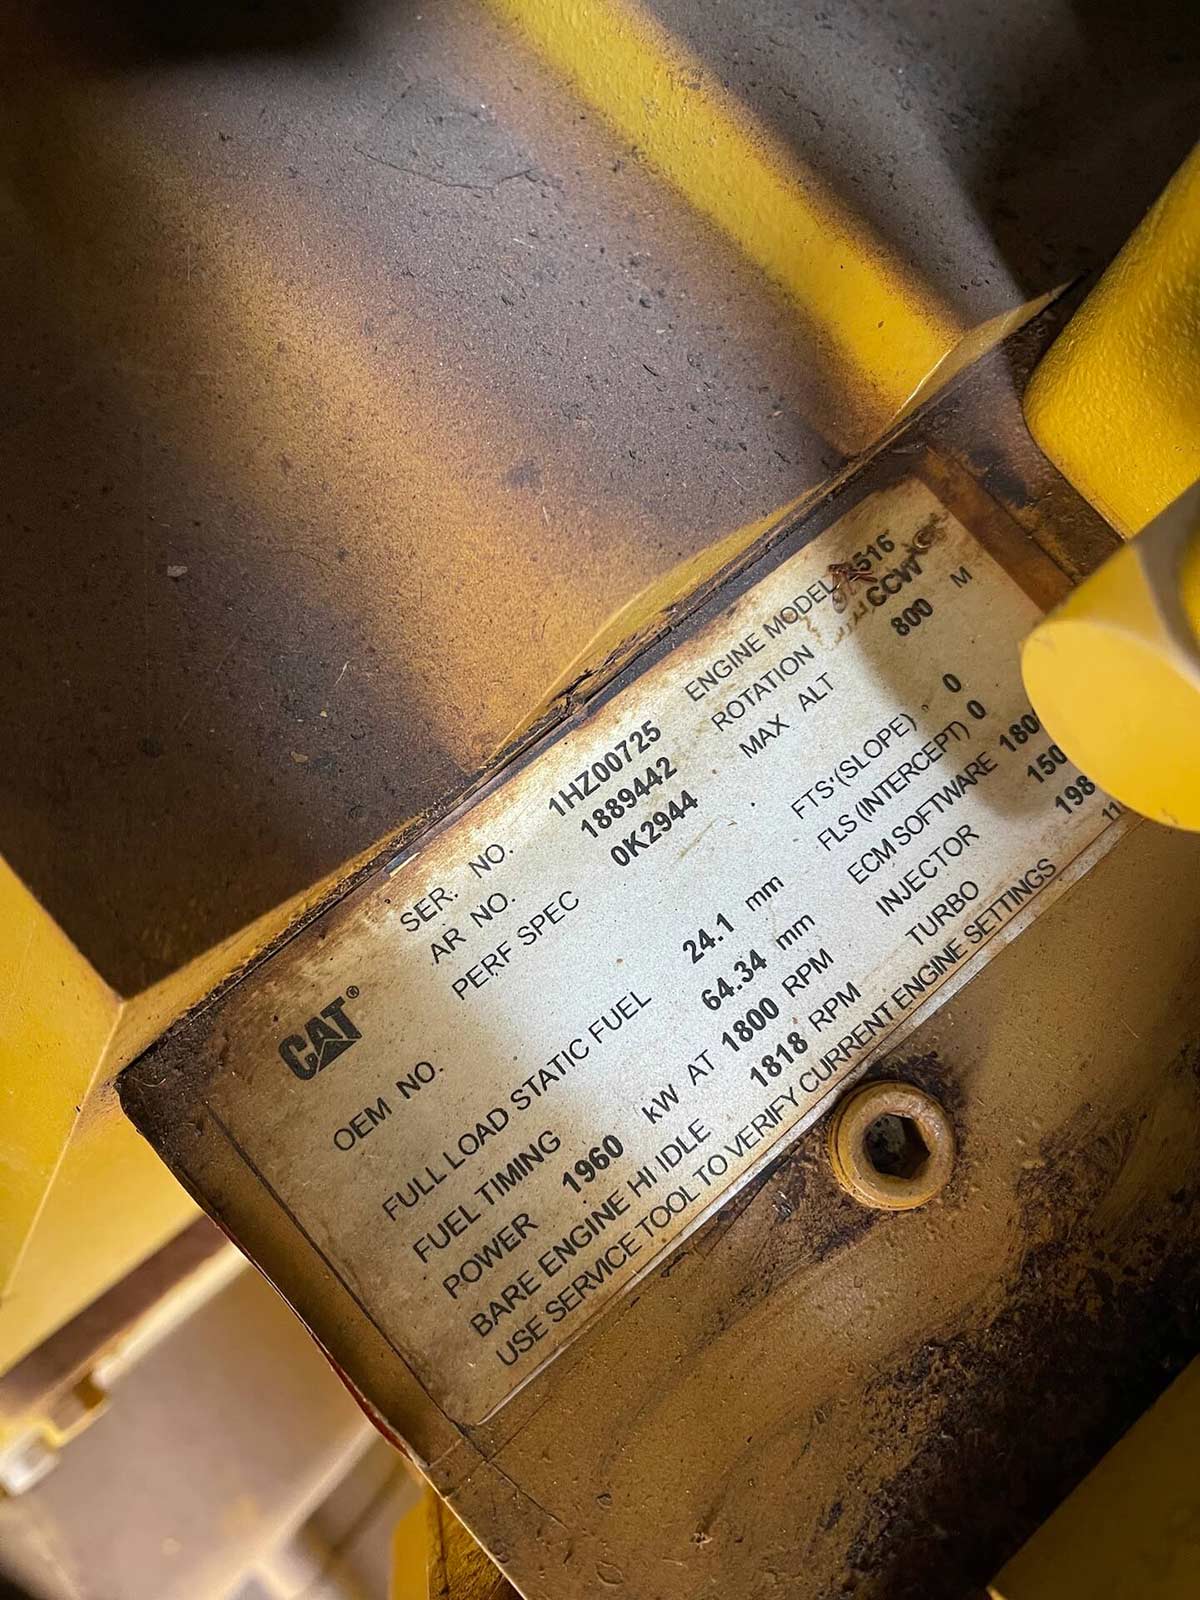 CAT®
SER. NO. 1HZ00725 ENGINE MODEL 3516
AR NO. 1889442 ROTATION CCW
PERF SPEC 0K2944 MAX ALT 800 M
OEM NO.
FULL LOAD STATIC FUEL 24.1 mm FTS'(SLOPE) 0
FUEL TIMING 64.34 mm FLS (INTERCEPT) 0
POWER 1960 kW AT 1800 RPM ECM SOFTWARE
BARE ENGINE HI IDLE 1818 RPM INJECTOR
USE SERVICE TOOL TO VERIFY CURRENT ENGINE SETTINGS
TURBO